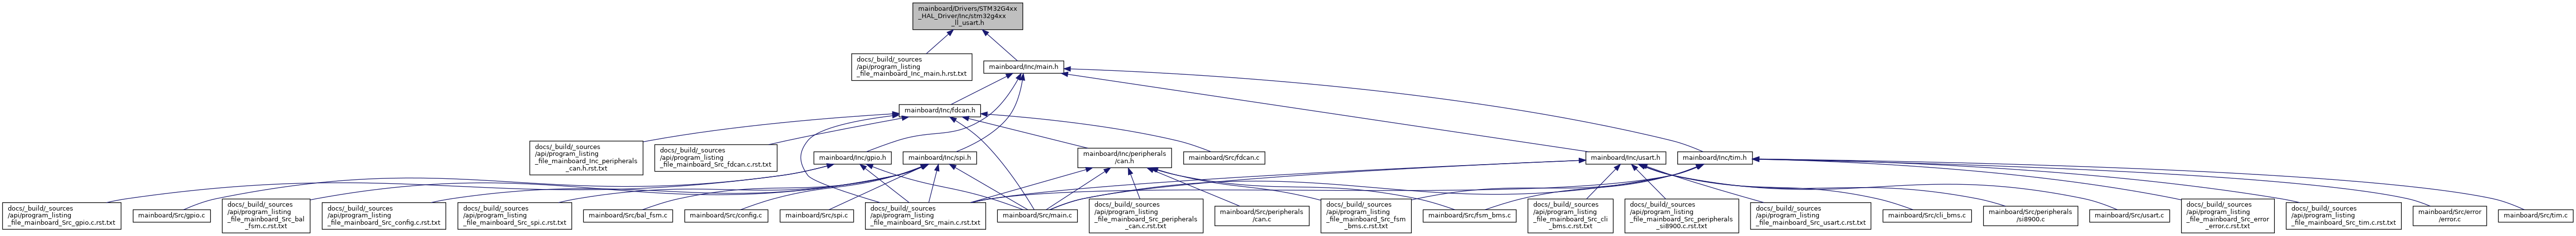 mainboard/Drivers/STM32G4xx
_HAL_Driver/Inc/stm32g4xx
_ll_usart.h
docs/_build/_sources
/api/program_listing
_file_mainboard_Inc_main.h.rst.txt
mainboard/Inc/main.h
mainboard/Inc/fdcan.h
docs/_build/_sources
/api/program_listing
_file_mainboard_Inc_peripherals
_can.h.rst.txt
docs/_build/_sources
/api/program_listing
_file_mainboard_Src_fdcan.c.rst.txt
mainboard/Inc/gpio.h
mainboard/Inc/spi.h
mainboard/Inc/peripherals
/can.h
mainboard/Src/fdcan.c
mainboard/Inc/usart.h
mainboard/Inc/tim.h
docs/_build/_sources
/api/program_listing
_file_mainboard_Src_gpio.c.rst.txt
mainboard/Src/gpio.c
docs/_build/_sources
/api/program_listing
_file_mainboard_Src_bal
_fsm.c.rst.txt
docs/_build/_sources
/api/program_listing
_file_mainboard_Src_config.c.rst.txt
docs/_build/_sources
/api/program_listing
_file_mainboard_Src_spi.c.rst.txt
mainboard/Src/bal_fsm.c
mainboard/Src/config.c
mainboard/Src/spi.c
docs/_build/_sources
/api/program_listing
_file_mainboard_Src_main.c.rst.txt
mainboard/Src/main.c
docs/_build/_sources
/api/program_listing
_file_mainboard_Src_peripherals
_can.c.rst.txt
mainboard/Src/peripherals
/can.c
docs/_build/_sources
/api/program_listing
_file_mainboard_Src_fsm
_bms.c.rst.txt
mainboard/Src/fsm_bms.c
docs/_build/_sources
/api/program_listing
_file_mainboard_Src_cli
_bms.c.rst.txt
docs/_build/_sources
/api/program_listing
_file_mainboard_Src_peripherals
_si8900.c.rst.txt
docs/_build/_sources
/api/program_listing
_file_mainboard_Src_usart.c.rst.txt
mainboard/Src/cli_bms.c
mainboard/Src/peripherals
/si8900.c
mainboard/Src/usart.c
docs/_build/_sources
/api/program_listing
_file_mainboard_Src_error
_error.c.rst.txt
docs/_build/_sources
/api/program_listing
_file_mainboard_Src_tim.c.rst.txt
mainboard/Src/error
/error.c
mainboard/Src/tim.c